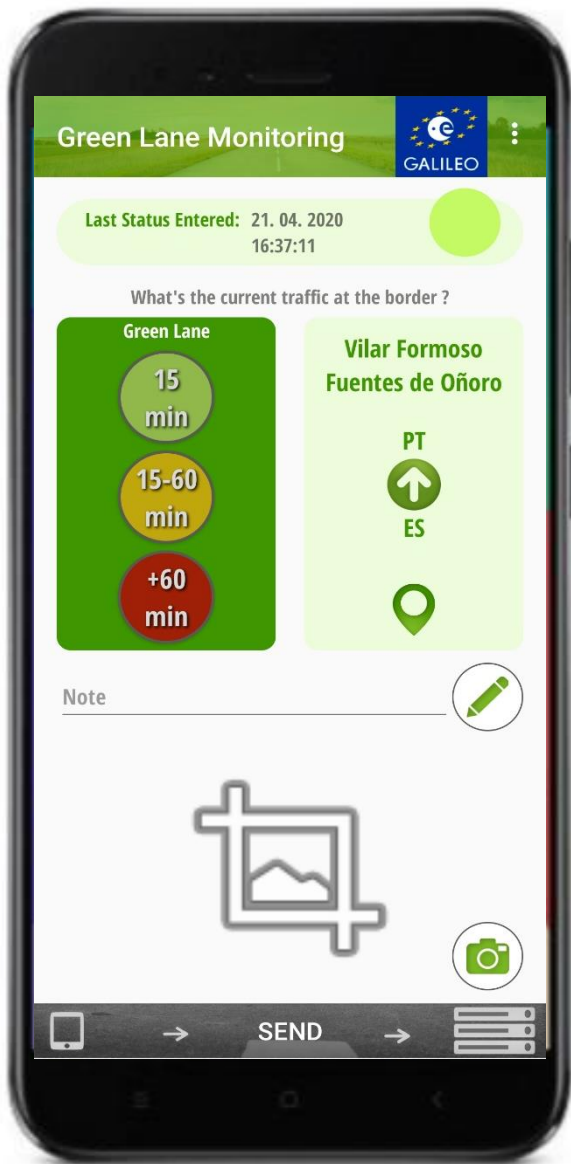 Green Lane Monitoring
GALILEO
Last Status Entered: 21. 04. 2020
16:37:11
What's the current traffic at the border ?
Green Lane
15
min
15-60
min
+60
min
Vilar Formoso
Fuentes de Oñoro
PT
ES
Note
SEND